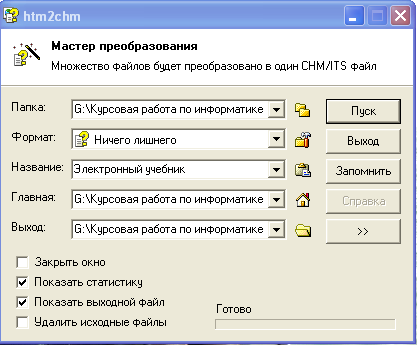 htm2chm
Мастер преобразования
Множество файлов будет преобразовано в один CHM/ITS файл
Папка: G:\Курсовая работа по информатике Пуск
Формат: Ничего лишнего Выход
Название: Электронный учебник Запомнить
Главная: G:\Курсовая работа по информатике Справка
Выход: G:\Курсовая работа по информатике >>
Закрыть окно
Показать статистику
Показать выходной файл
Готово
Удалить исходные файлы